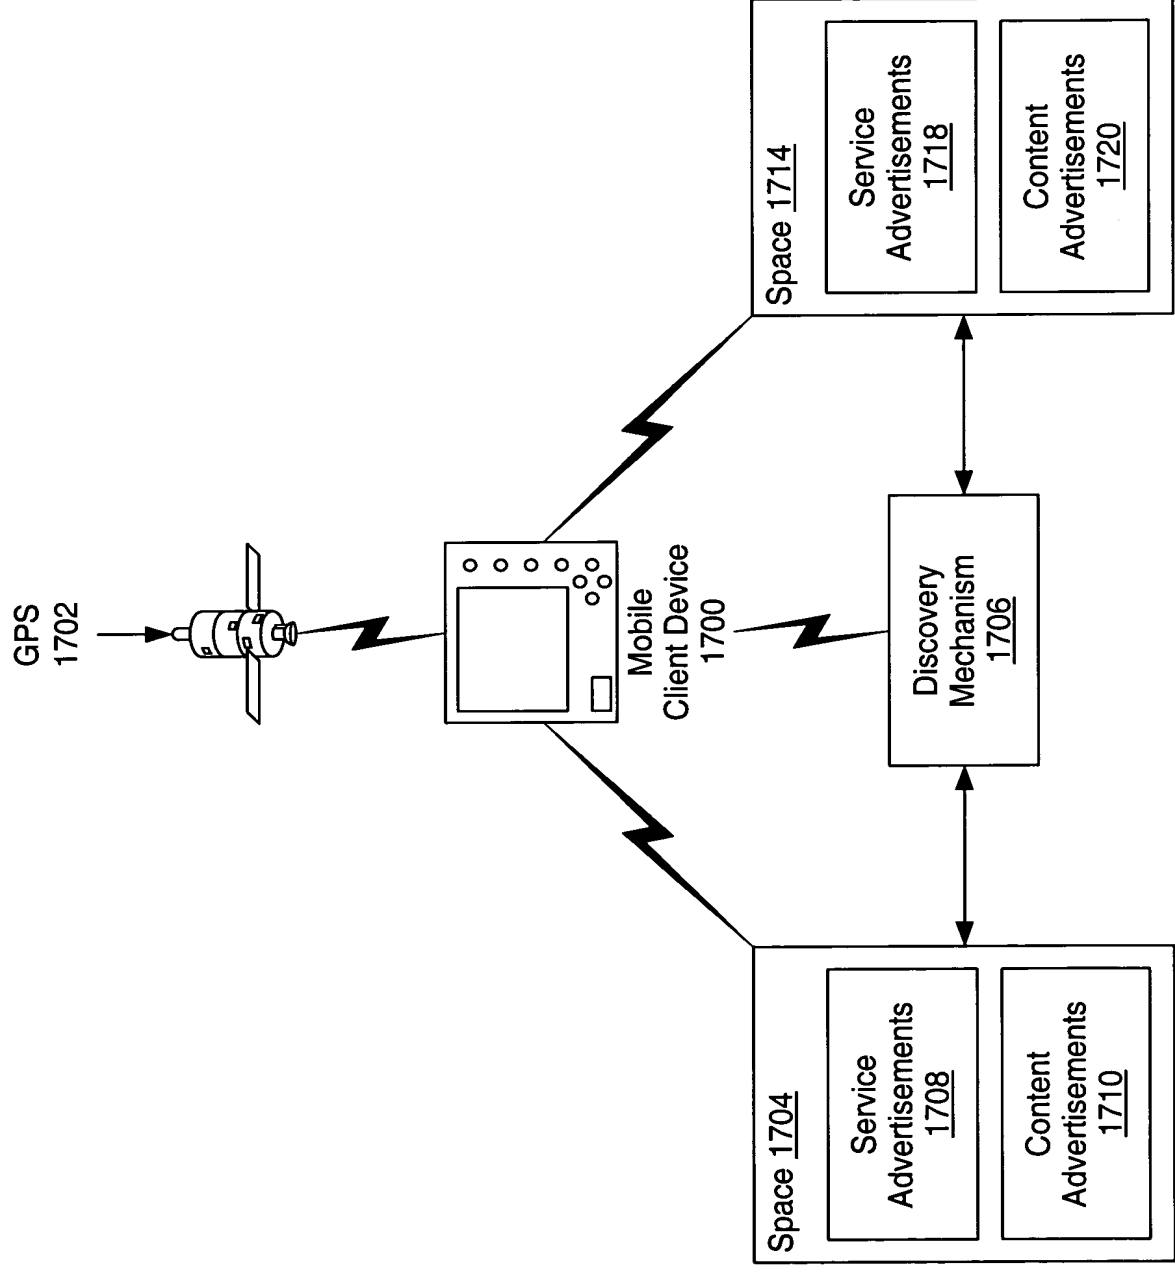 GPS
1702
Mobile
Client Device
1700
Discovery
Mechanism
1706
Space 1704
Service
Advertisements
1708
Content
Advertisements
1710
Space 1714
Service
Advertisements
1718
Content
Advertisements
1720